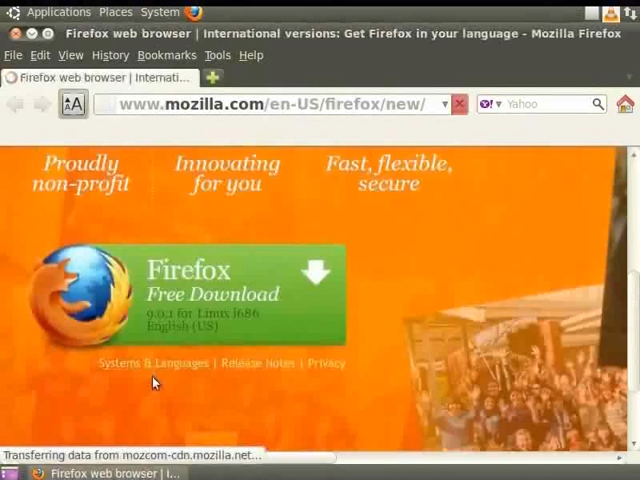 Applications Places System
Firefox web browser | International versions: Get Firefox in your language - Mozilla Firefox
File Edit View History Bookmarks Tools Help
Firefox web browser | Internati...
AA www.mozilla.com/en-US/firefox/new/ Yahoo
Proudly non-profit
Innovating for you
Fast, flexible, secure
Firefox
Free Download
9.0.1 for Linux i686
English (US)
Systems & Languages | Release Notes | Privacy
Transferring data from mozcom-cdn.mozilla.net...
Firefox web browser | I...